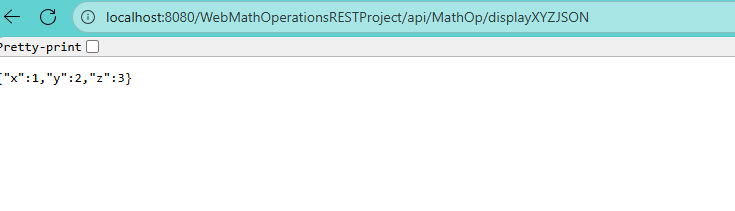 localhost:8080/WebMathOperationsRESTProject/api/MathOp/displayXYZJSON
Pretty-print
{"x":1,"y":2,"z":3}